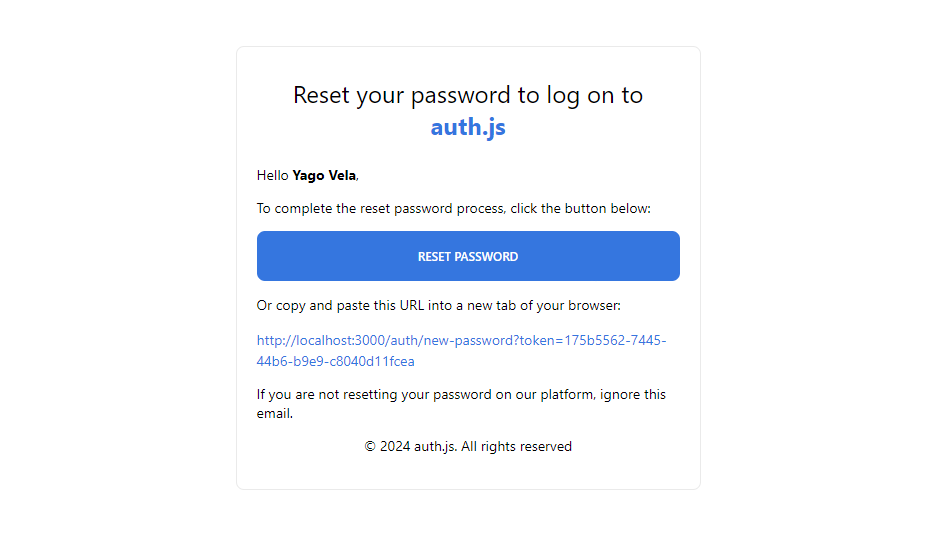 Reset your password to log on to
auth.js
Hello Yago Vela,
To complete the reset password process, click the button below:
RESET PASSWORD
Or copy and paste this URL into a new tab of your browser:
http://localhost:3000/auth/new-password?token=175b5562-7445-
44b6-b9e9-c8040d11fcea
If you are not resetting your password on our platform, ignore this
email.
© 2024 auth.js. All rights reserved